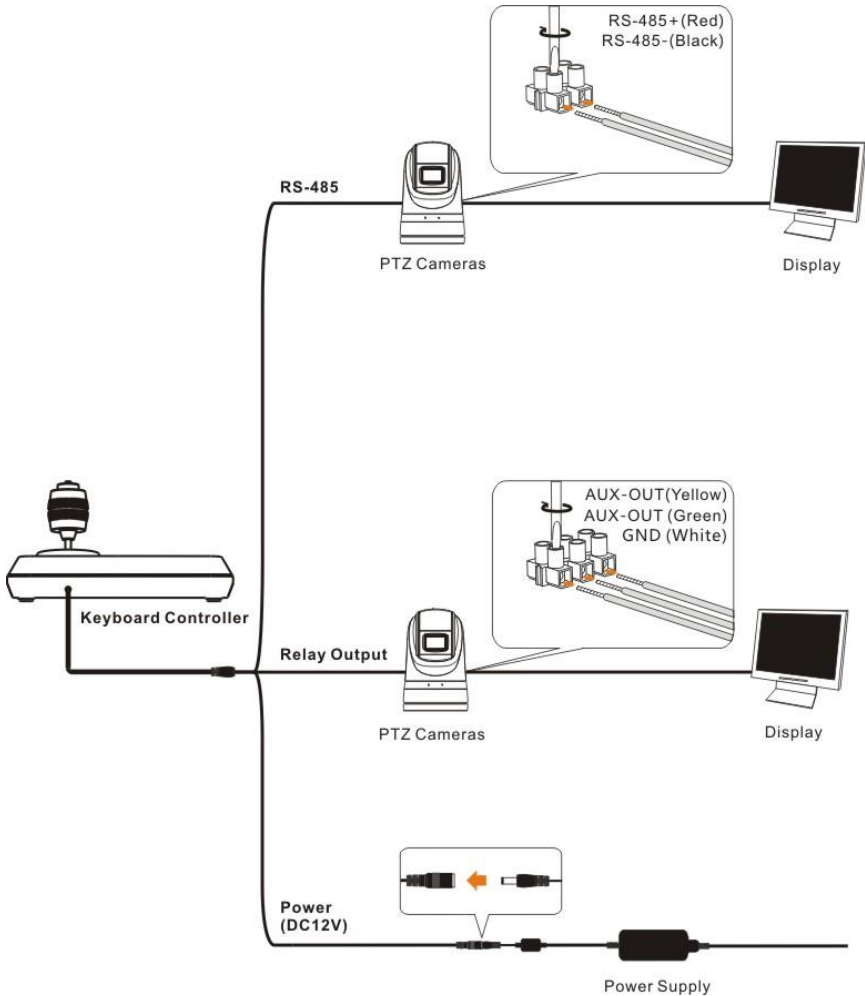 RS-485+(Red)
RS-485-(Black)
RS-485
PTZ Cameras
Display
AUX-OUT(Yellow)
AUX-OUT (Green)
GND (White)
Keyboard Controller
Relay Output
PTZ Cameras
Display
Power
(DC12V)
Power Supply